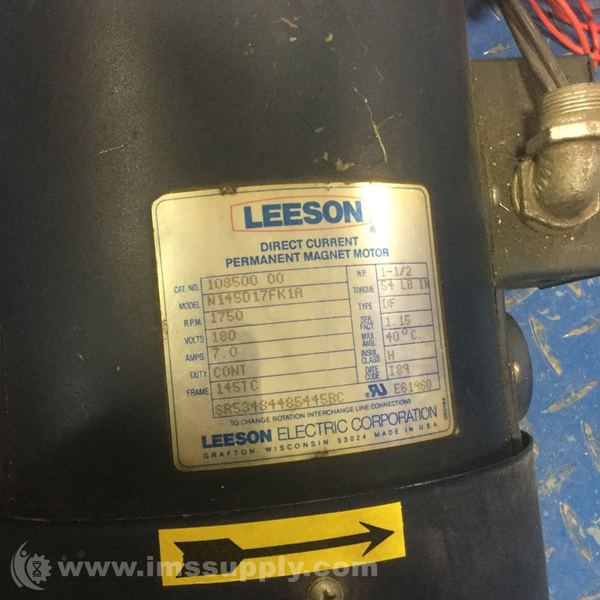 LEESON ®
DIRECT CURRENT
PERMANENT MAGNET MOTOR
CAT. NO. 108500 00
MODEL N145D17FK1A
R.P.M. 1750
VOLTS 180
AMPS 7.0
DUTY CONT
FRAME 145TC
H.P. 1-1/2
TORQUE 54 LB IN
TYPE DF
SER. FACT. 1.15
MAX. AMB. 40°C.
INSUL. CLASS H
DATE CODE I89
SR53484485445BC
E61960
TO CHANGE ROTATION INTERCHANGE LINE CONNECTIONS
LEESON ELECTRIC CORPORATION
GRAFTON, WISCONSIN 53024 MADE IN U.S.A.
www.imssupply.com